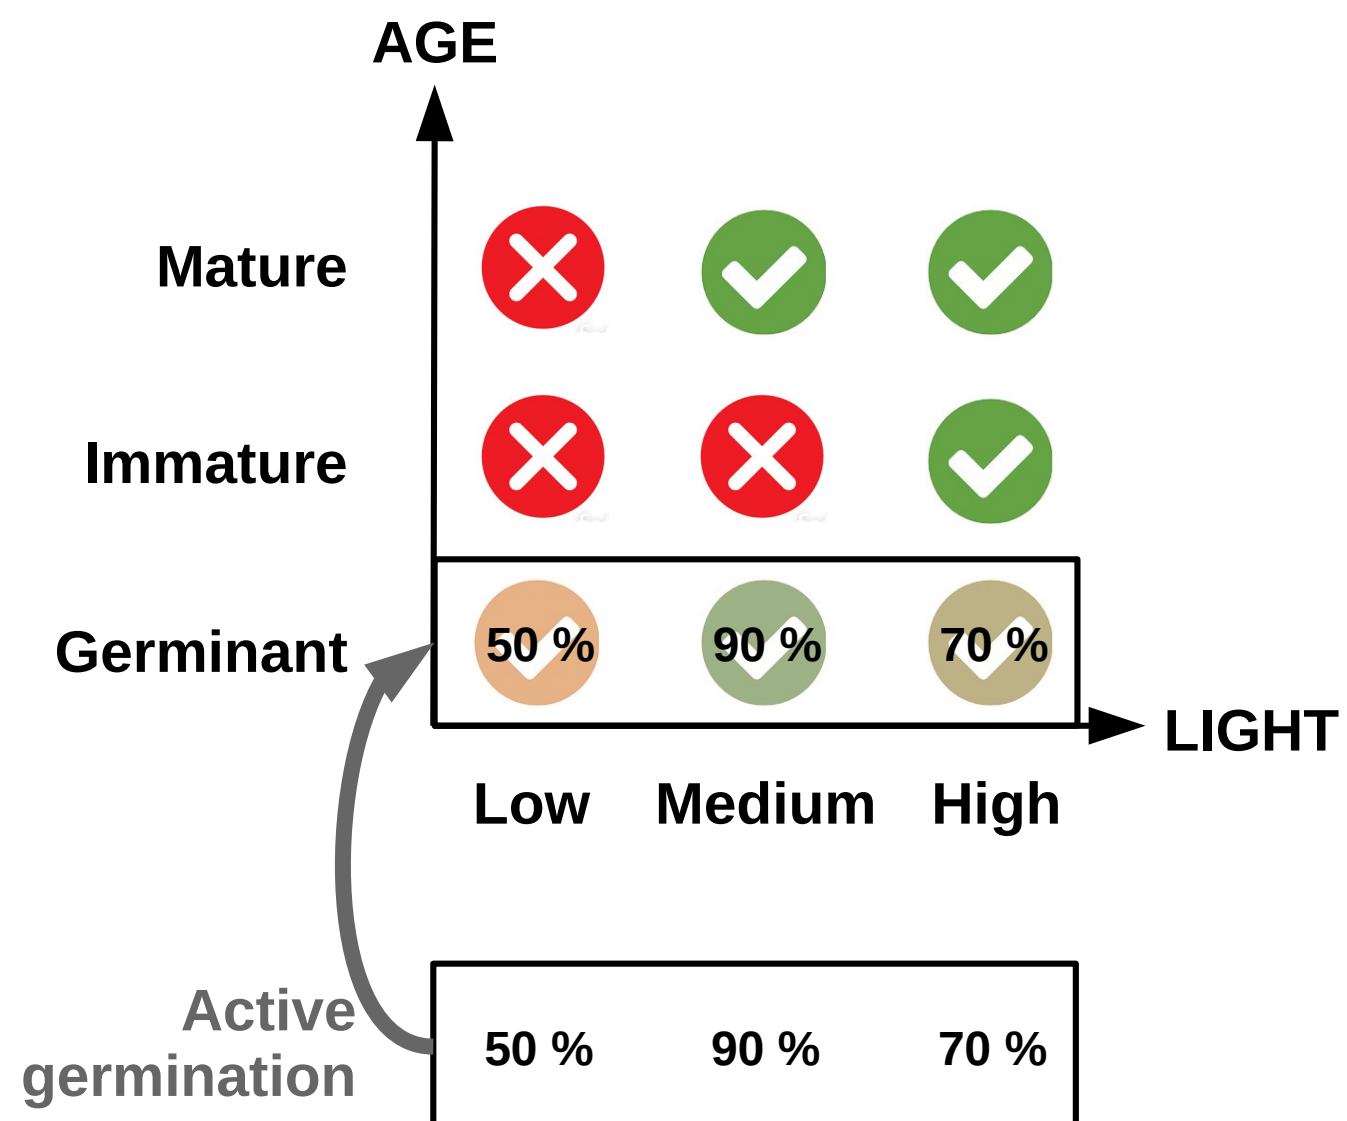 AGE
Mature
Immature
Germinant
50 % 90 % 70 %
LIGHT
Low Medium High
Active
germination
50 % 90 % 70 %